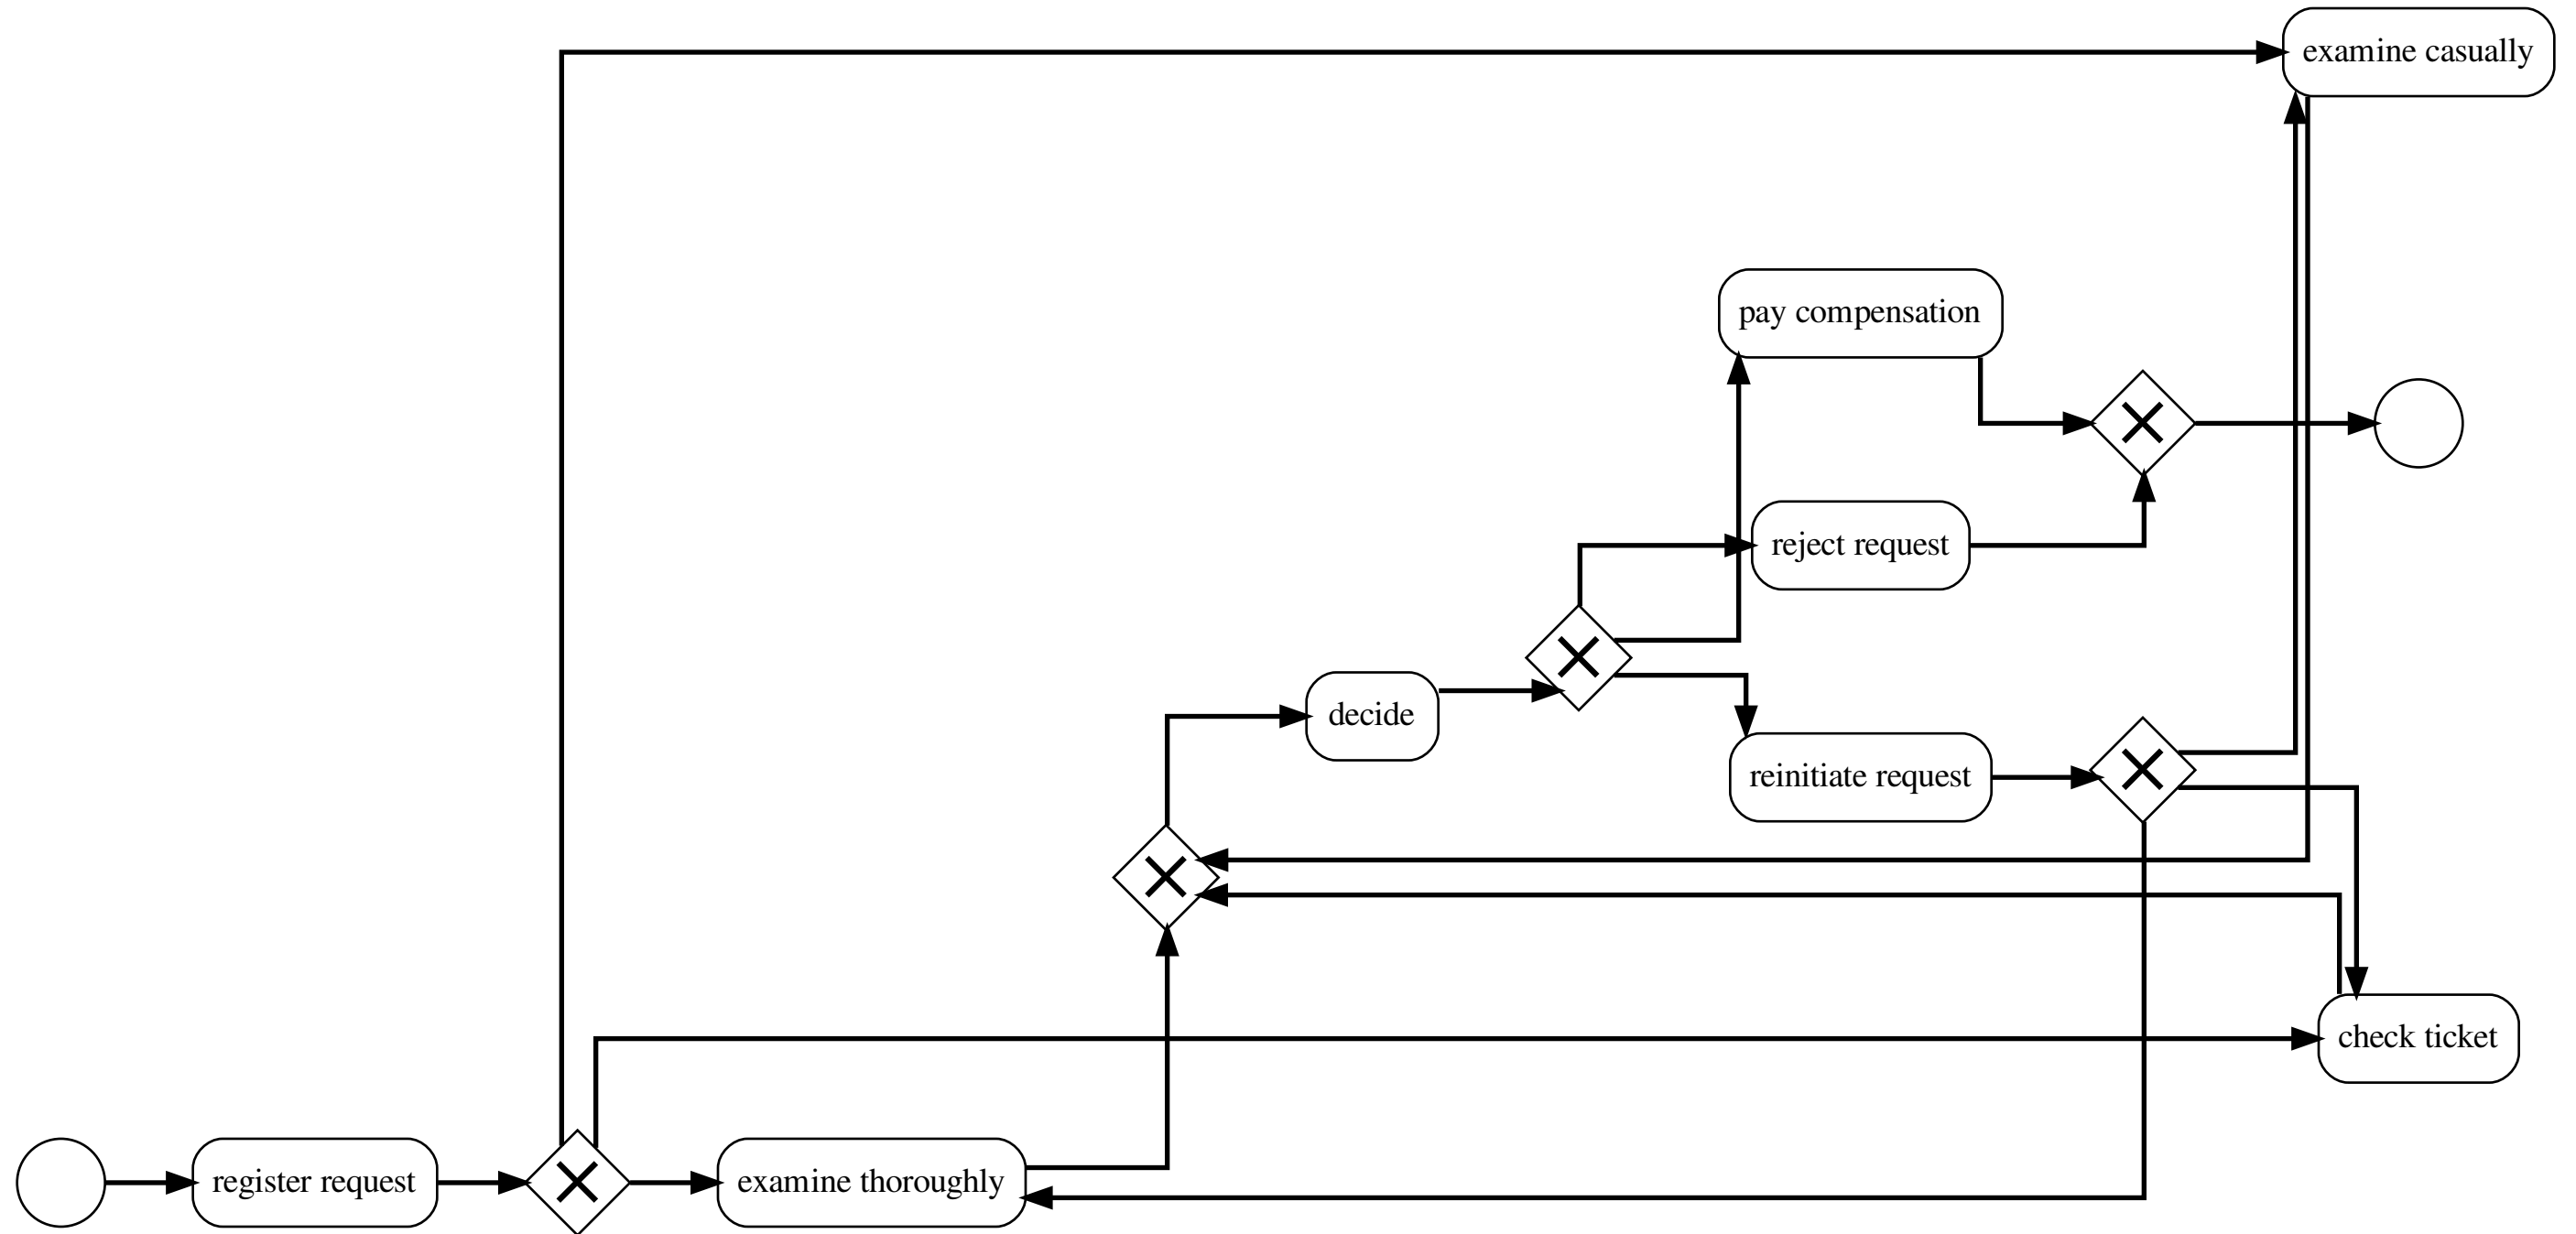 examine casually
pay compensation
reject request
decide
reinitiate request
check ticket
register request
examine thoroughly